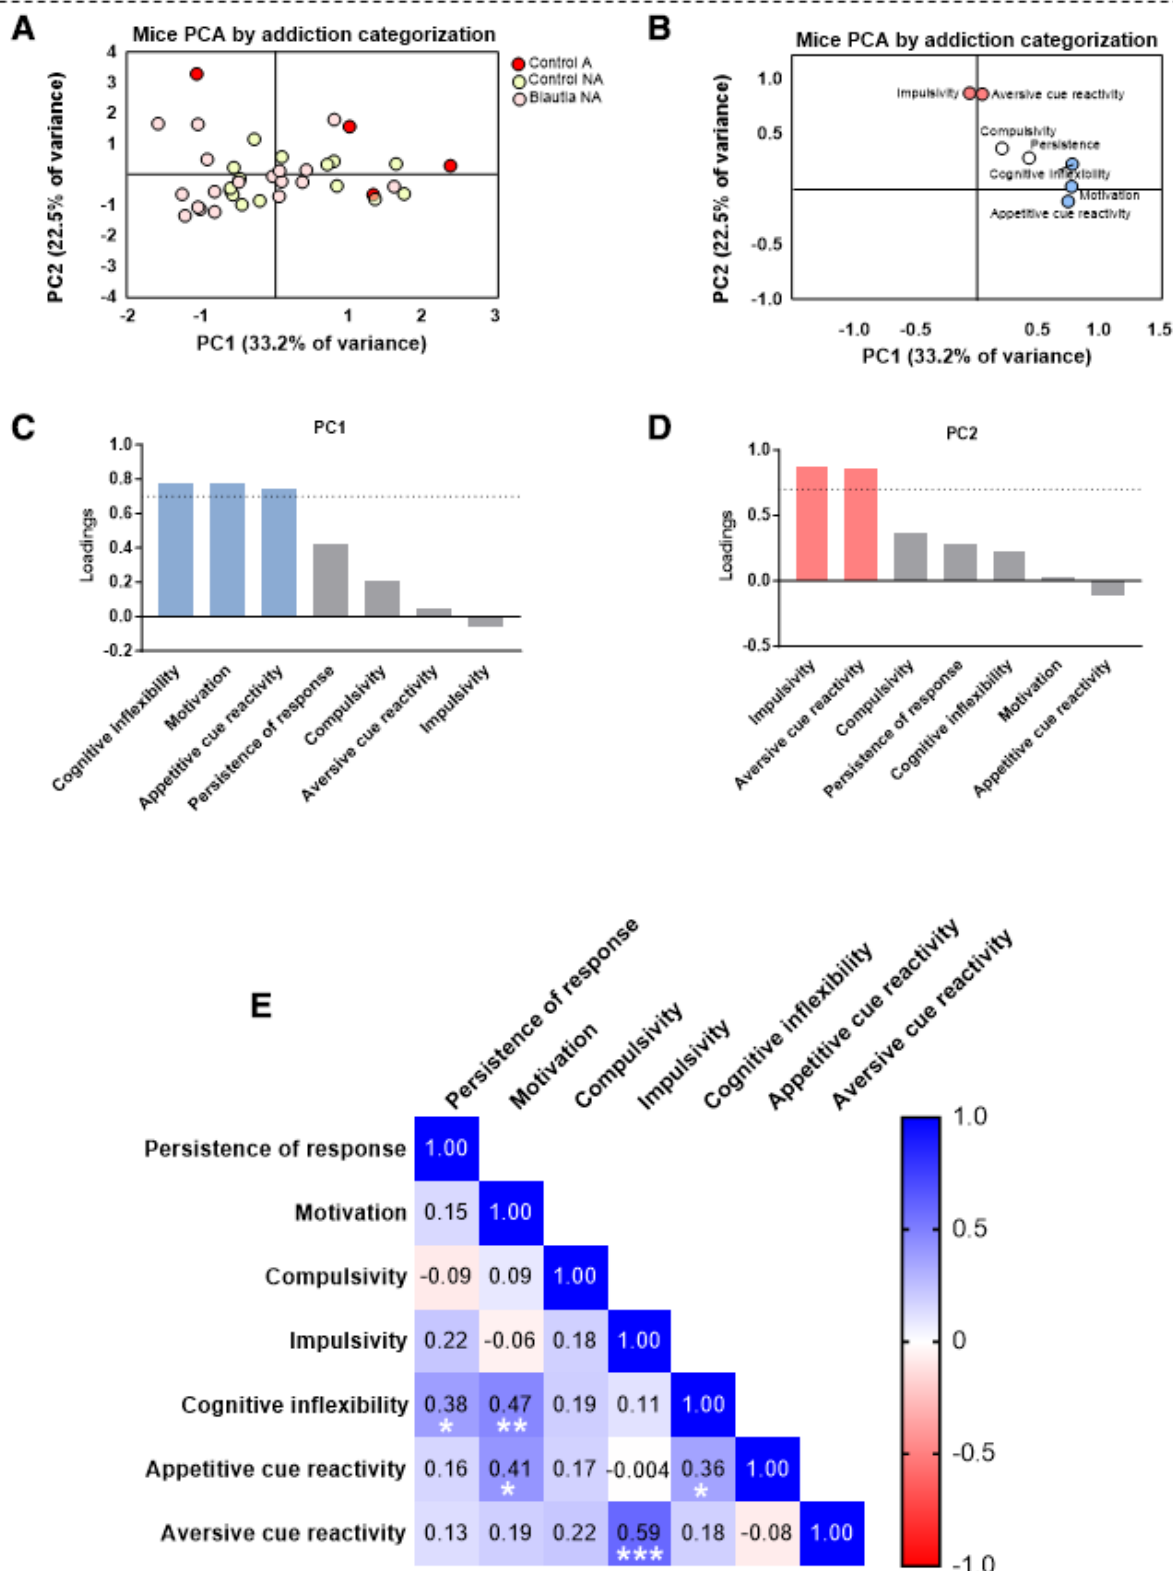 A
Mice PCA by addiction categorization
PC2 (22.5% of variance)
4
3
2
1
-1
-2
-3
-4
-2
-1
1
2
3
PC1 (33.2% of variance)
Control A
Control NA
Blautia NA
B
Mice PCA by addiction categorization
PC2 (22.5% of variance)
1.0
0.5
-0.5
-1.0
Impulsivity
Aversive cue reactivity
Compulsivity
Persistence
Cognitive inflexibility
Motivation
Appetitive cue reactivity
-1.0
-0.5
0.5
1.0
1.5
PC1 (33.2% of variance)
C
PC1
Loadings
1.0
0.8
0.6
0.4
0.2
0.0
-0.2
Cognitive inflexibility
Motivation
Appetitive cue reactivity
Persistence of response
Compulsivity
Aversive cue reactivity
Impulsivity
D
PC2
Loadings
1.0
0.5
0.0
-0.5
Impulsivity
Aversive cue reactivity
Compulsivity
Persistence of response
Cognitive inflexibility
Motivation
Appetitive cue reactivity
E
Persistence of response
Motivation
Compulsivity
Impulsivity
Cognitive inflexibility
Appetitive cue reactivity
Aversive cue reactivity
Persistence of response 1.00
Motivation 0.15 1.00
Compulsivity -0.09 0.09 1.00
Impulsivity 0.22 -0.06 0.18 1.00
Cognitive inflexibility 0.38 0.47 0.19 0.11 1.00
* **
Appetitive cue reactivity 0.16 0.41 0.17 -0.004 0.36 1.00
* *
Aversive cue reactivity 0.13 0.19 0.22 0.59 0.18 -0.08 1.00
***
1.0
0.5
0
-0.5
-1.0